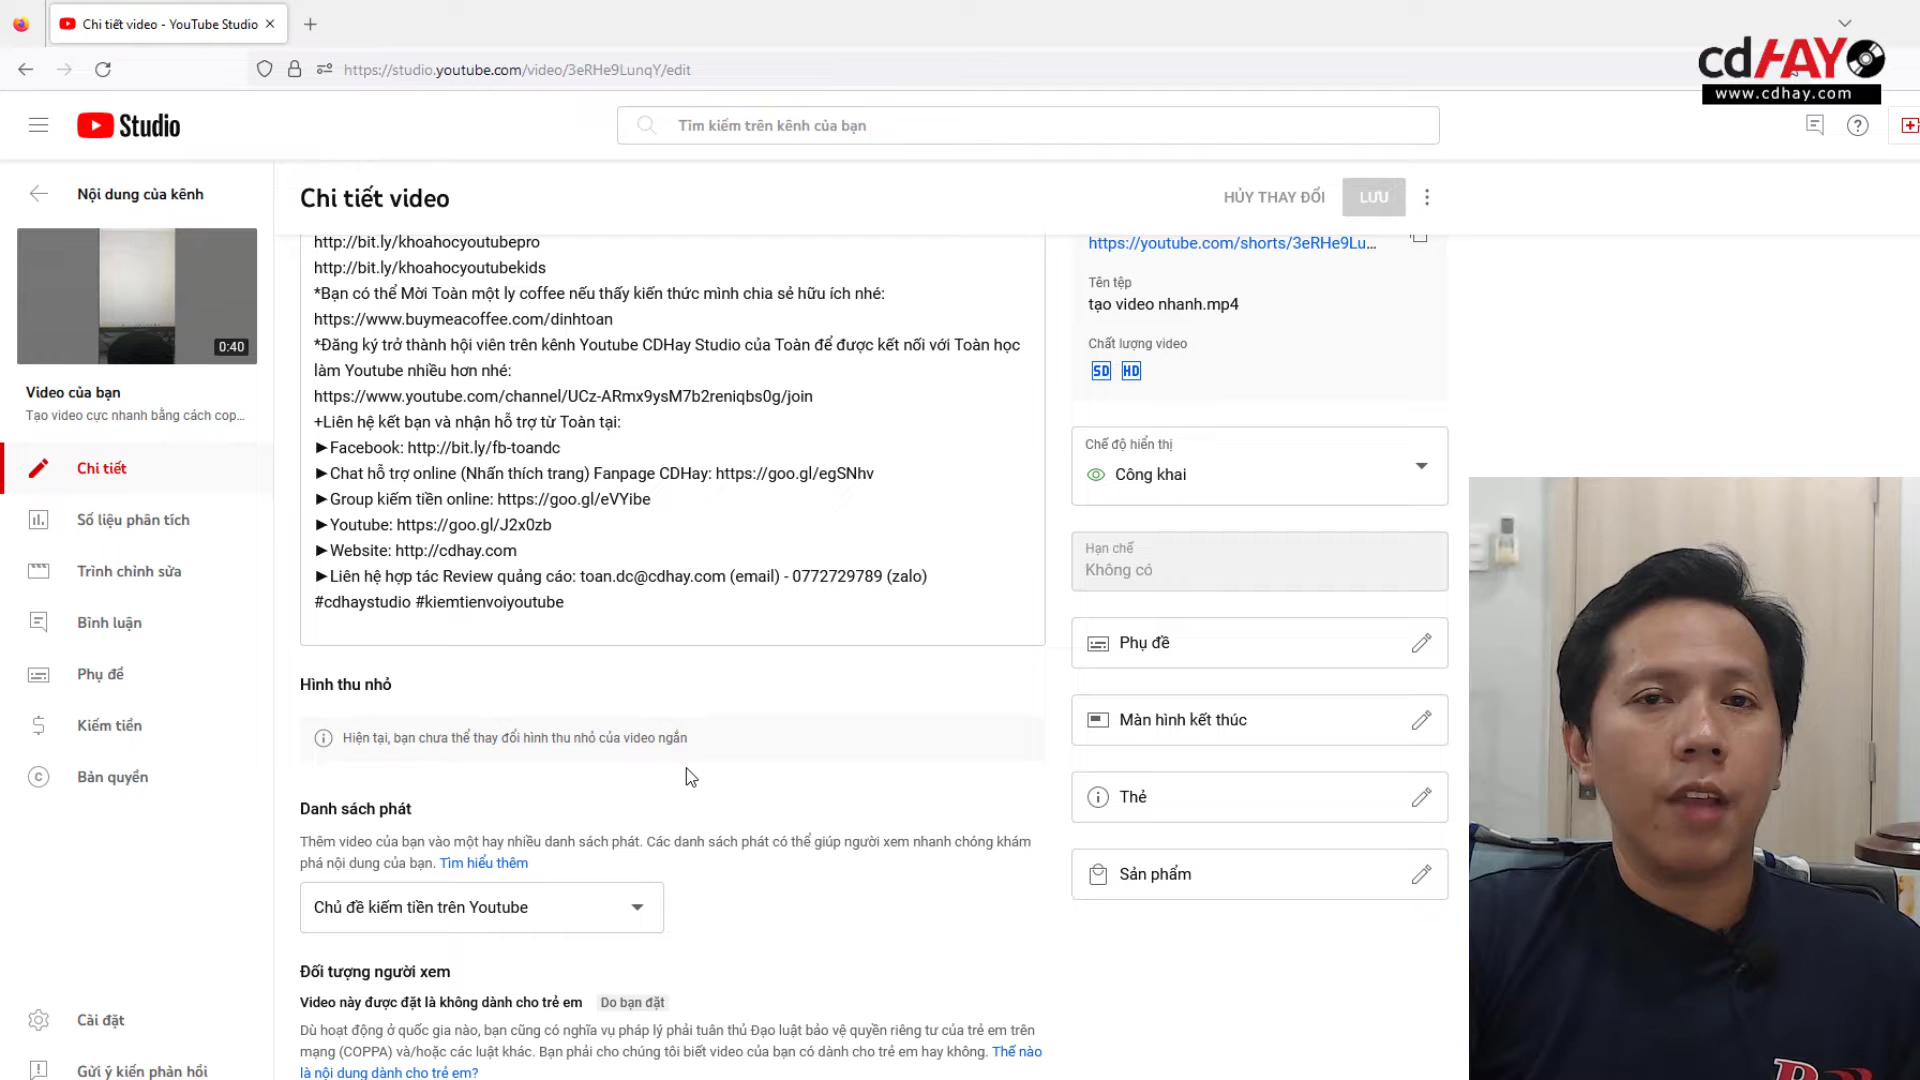 Chi tiết video - YouTube Studio
https://studio.youtube.com/video/3eRHe9LunqY/edit
cdHAY
www.cdhay.com
Studio
Tìm kiếm trên kênh của bạn
Nội dung của kênh
0:40
Video của bạn
Tạo video cực nhanh bằng cách cop...
Chi tiết
Số liệu phân tích
Trình chỉnh sửa
Bình luận
Phụ đề
Kiếm tiền
Bản quyền
Cài đặt
Gửi ý kiến phản hồi
Chi tiết video
HỦY THAY ĐỔI
LƯU
http://bit.ly/khoahocyoutubepro
http://bit.ly/khoahocyoutubekids
*Bạn có thể Mời Toàn một ly coffee nếu thấy kiến thức mình chia sẻ hữu ích nhé:
https://www.buymeacoffee.com/dinhtoan
*Đăng ký trở thành hội viên trên kênh Youtube CDHay Studio của Toàn để được kết nối với Toàn học
làm Youtube nhiều hơn nhé:
https://www.youtube.com/channel/UCz-ARmx9ysM7b2reniqbs0g/join
+Liên hệ kết bạn và nhận hỗ trợ từ Toàn tại:
►Facebook: http://bit.ly/fb-toandc
►Chat hỗ trợ online (Nhấn thích trang) Fanpage CDHay: https://goo.gl/egSNhv
►Group kiếm tiền online: https://goo.gl/eVYibe
►Youtube: https://goo.gl/J2x0zb
►Website: http://cdhay.com
►Liên hệ hợp tác Review quảng cáo: toan.dc@cdhay.com (email) - 0772729789 (zalo)
#cdhaystudio #kiemtienvoiyoutube
Hình thu nhỏ
Hiện tại, bạn chưa thể thay đổi hình thu nhỏ của video ngắn
Danh sách phát
Thêm video của bạn vào một hay nhiều danh sách phát. Các danh sách phát có thể giúp người xem nhanh chóng khám
phá nội dung của bạn. Tìm hiểu thêm
Chủ đề kiếm tiền trên Youtube
Đối tượng người xem
Video này được đặt là không dành cho trẻ em Do bạn đặt
Dù hoạt động ở quốc gia nào, bạn cũng có nghĩa vụ pháp lý phải tuân thủ Đạo luật bảo vệ quyền riêng tư của trẻ em trên
mạng (COPPA) và/hoặc các luật khác. Bạn phải cho chúng tôi biết video của bạn có dành cho trẻ em hay không. Thế nào
là nội dung dành cho trẻ em?
https://youtube.com/shorts/3eRHe9Lu...
Tên tệp
tạo video nhanh.mp4
Chất lượng video
SD HD
Chế độ hiển thị
Công khai
Hạn chế
Không có
Phụ đề
Màn hình kết thúc
Thẻ
Sản phẩm